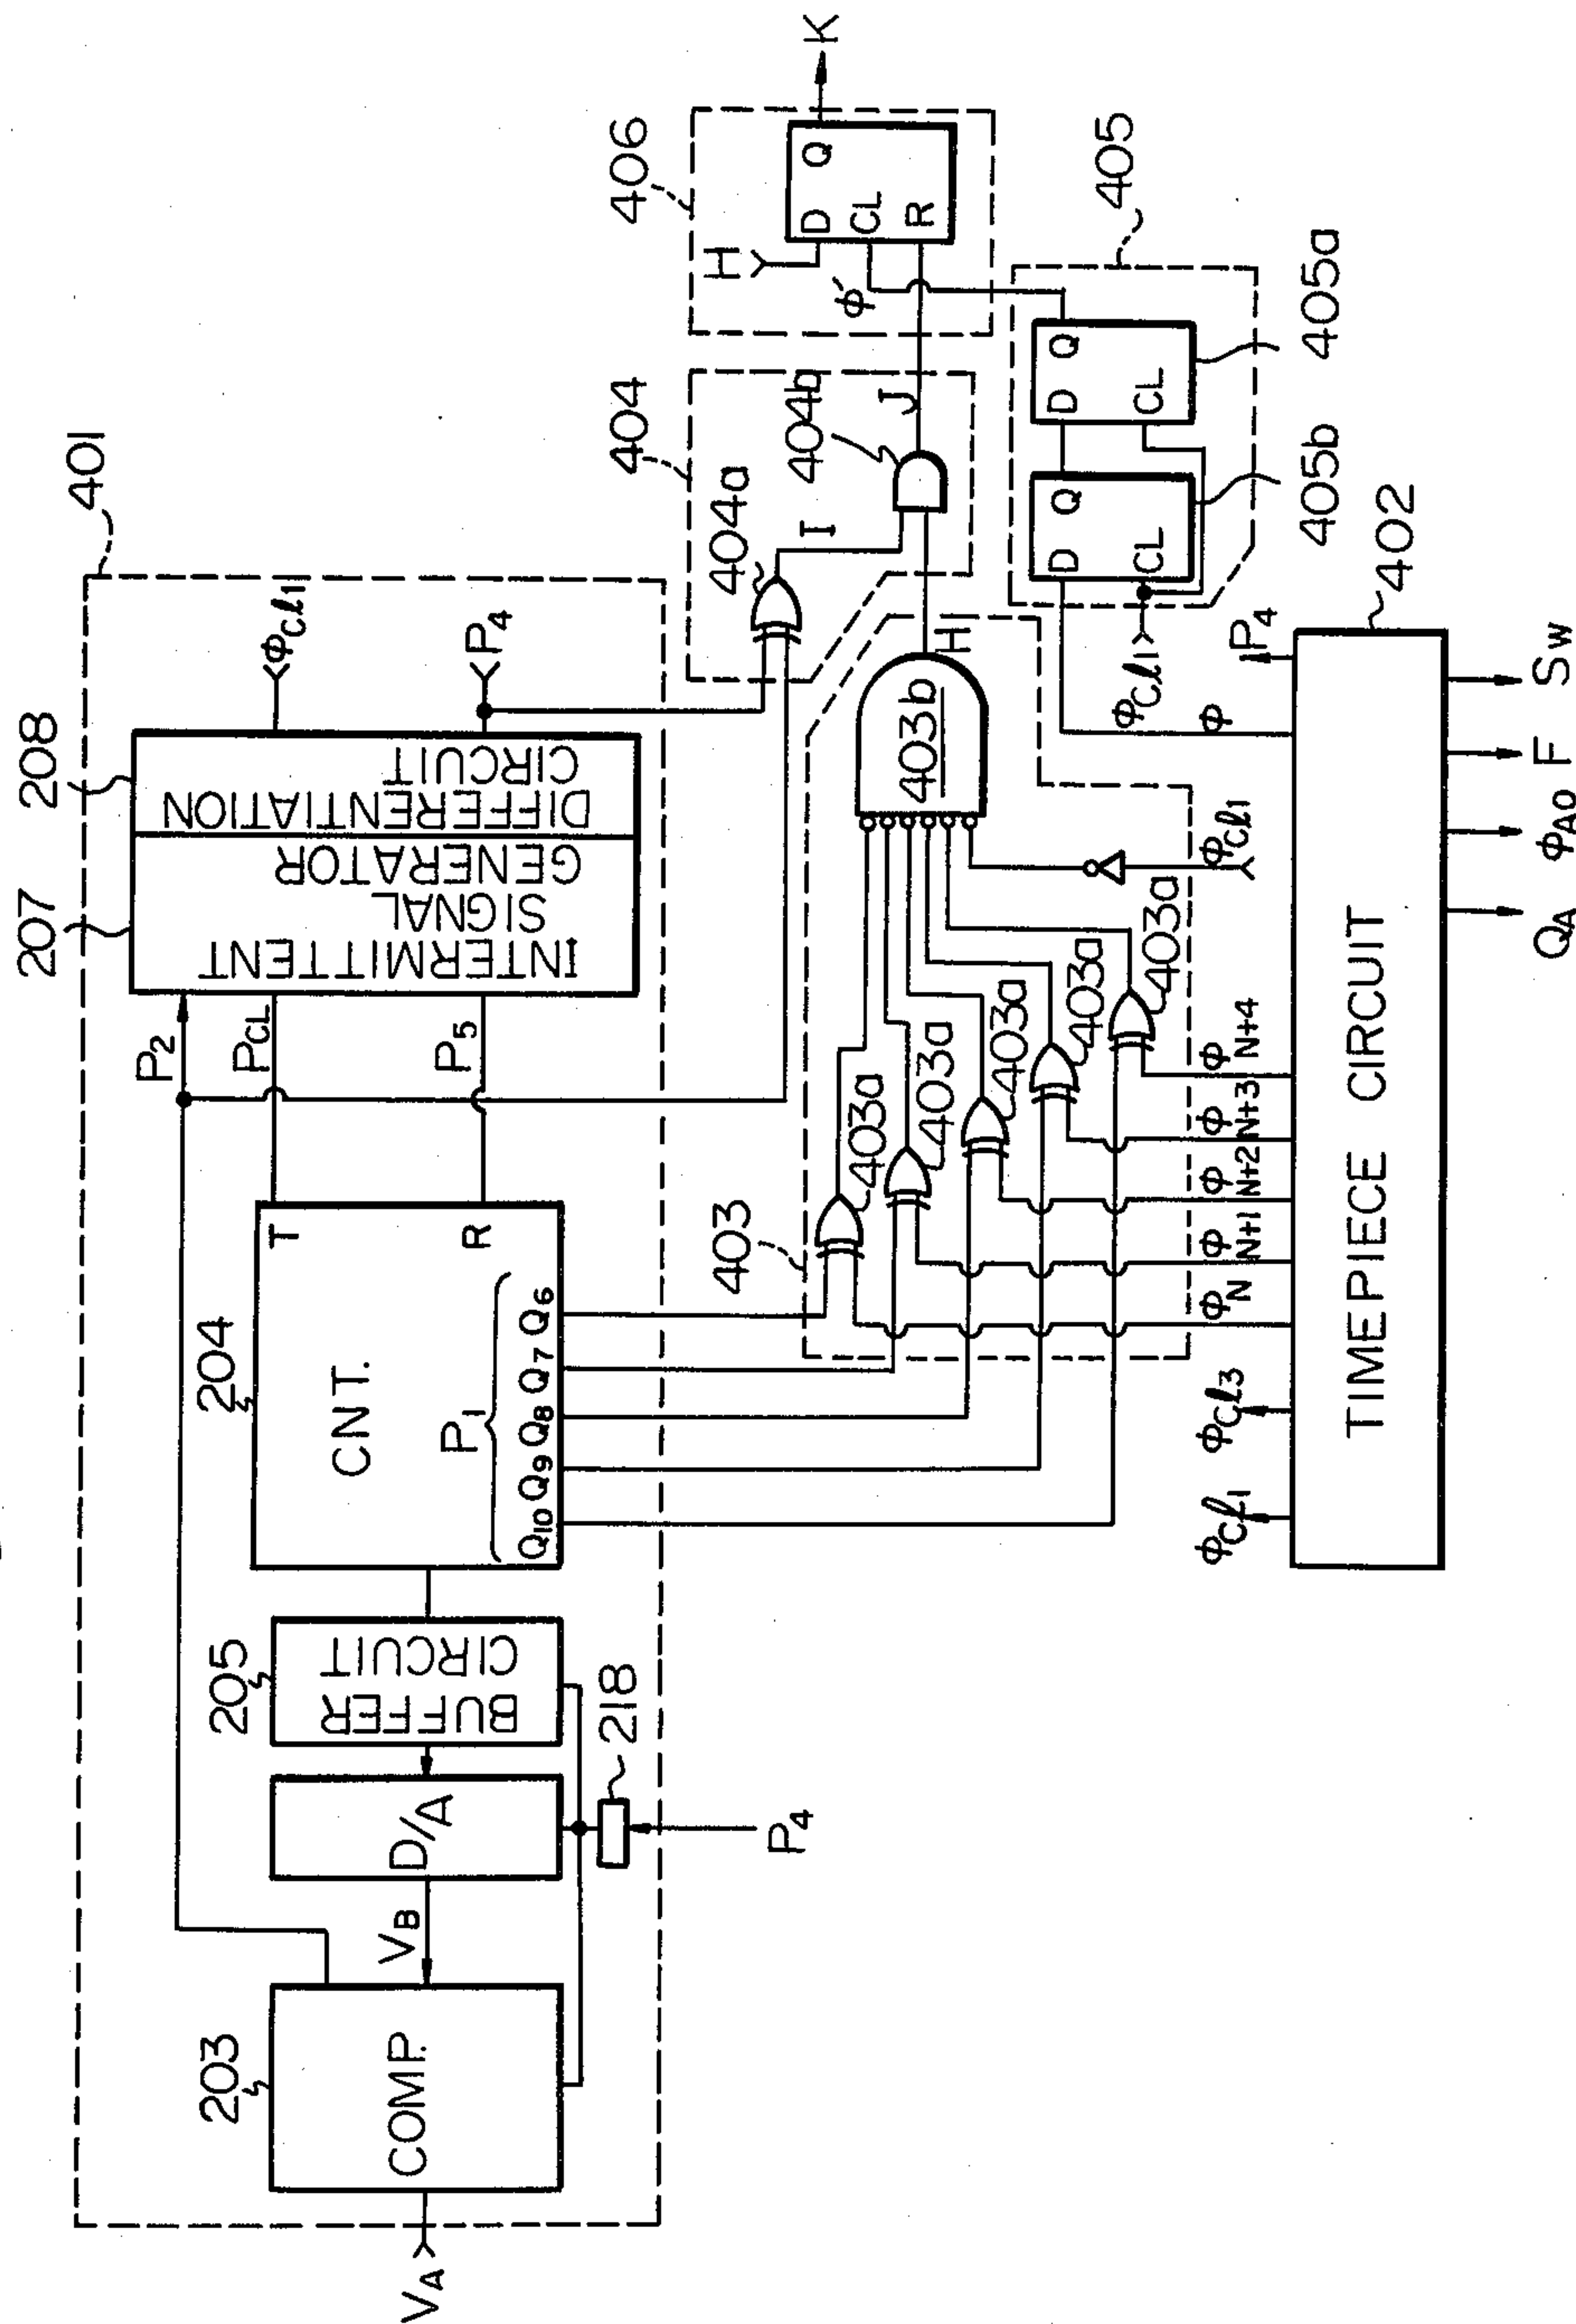 401
207
208
INTERMITTENT
SIGNAL
GENERATOR
DIFFERENTIATION
CIRCUIT
P2
PCL
P5
ΦCl1
P4
204
CNT.
T
R
P1
Q10 Q9 Q8 Q7 Q6
205
BUFFER
CIRCUIT
D/A
VB
203
COMP.
VA
218
P4
403
403a
403a
403a
403a
403a
403b
H
ΦCl1
404
404a
404b
I
J
406
H
D
Q
CL
R
Φ'
K
405
405a
405b
D
Q
CL
D
Q
CL
ΦCl1
402
TIMEPIECE CIRCUIT
ΦCl1
ΦCl3
ΦN
ΦN+1
ΦN+2
ΦN+3
ΦN+4
Φ
P4
QA
ΦA0
F
SW